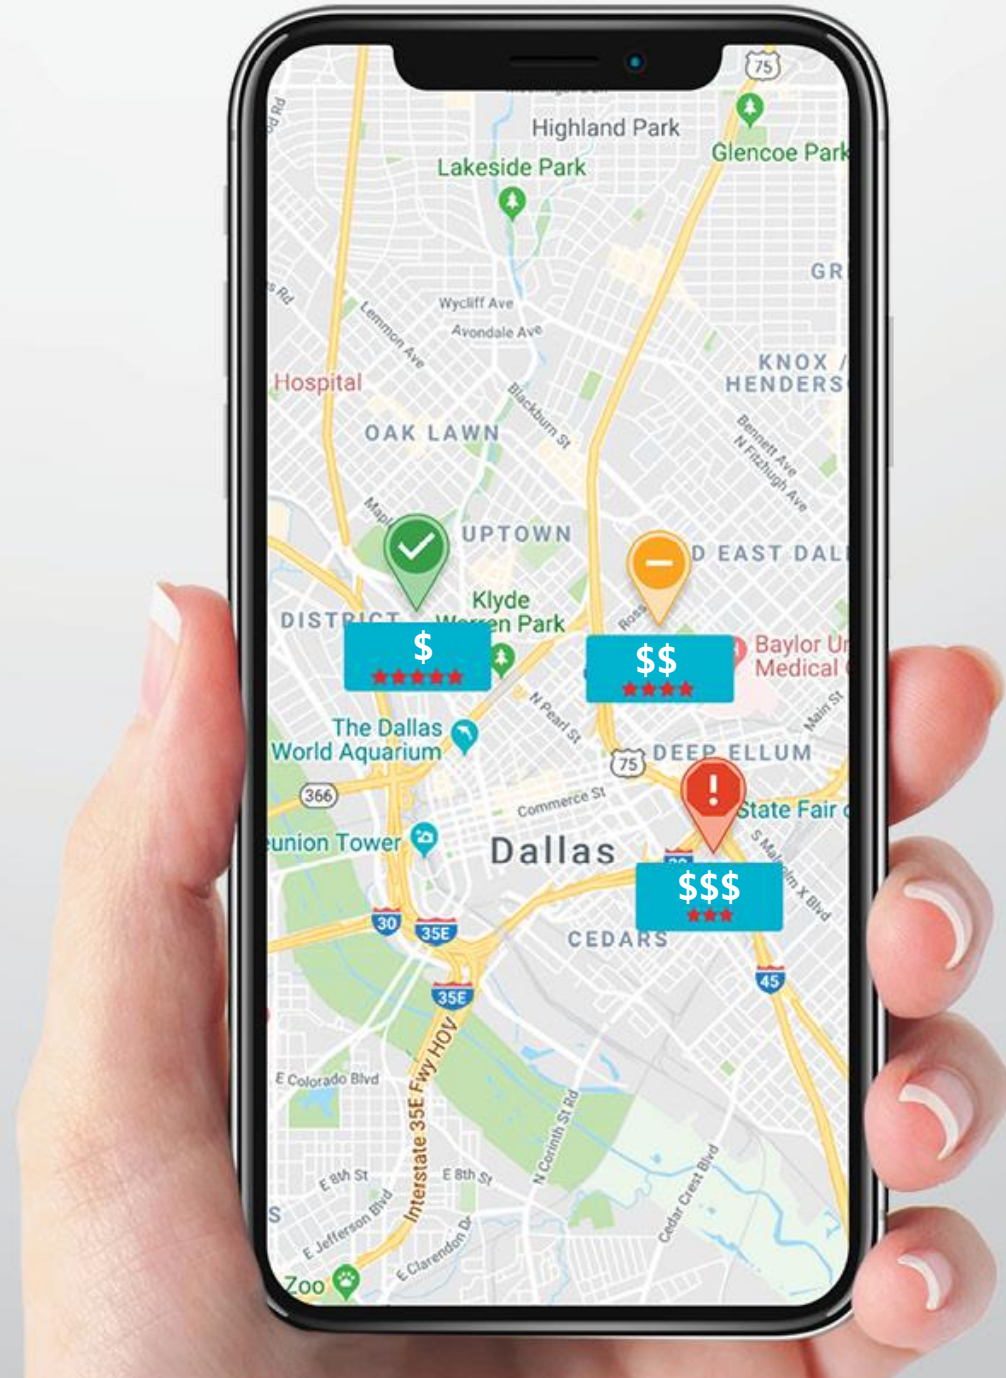 75
Highland Park
Glencoe Park
Lakeside Park
GR
Wycliff Ave
Avondale Ave
Lemmon Ave
KNOX /
HENDERS
Hospital
Blackburn St
OAK LAWN
Bennett Ave
N Fitzhugh Ave
UPTOWN
D EAST DAL
Klyde
Warren Park
DISTRICT
$
★★★★★
$$
★★★★
Baylor Un
Medical
N Pearl St
Main St
The Dallas
World Aquarium
75
DEEP ELLUM
366
Commerce St
!
State Fair
eunion Tower
Dallas
S Malcolm X Blvd
$$$
★★★
30
35E
CEDARS
45
35E
Interstate 35E Fwy HOV
E Colorado Blvd
N Corinth St Rd
E 8th St
E 8th St
Cedar Crest Blvd
E Jefferson Blvd
E Clarendon Dr
S
Zoo